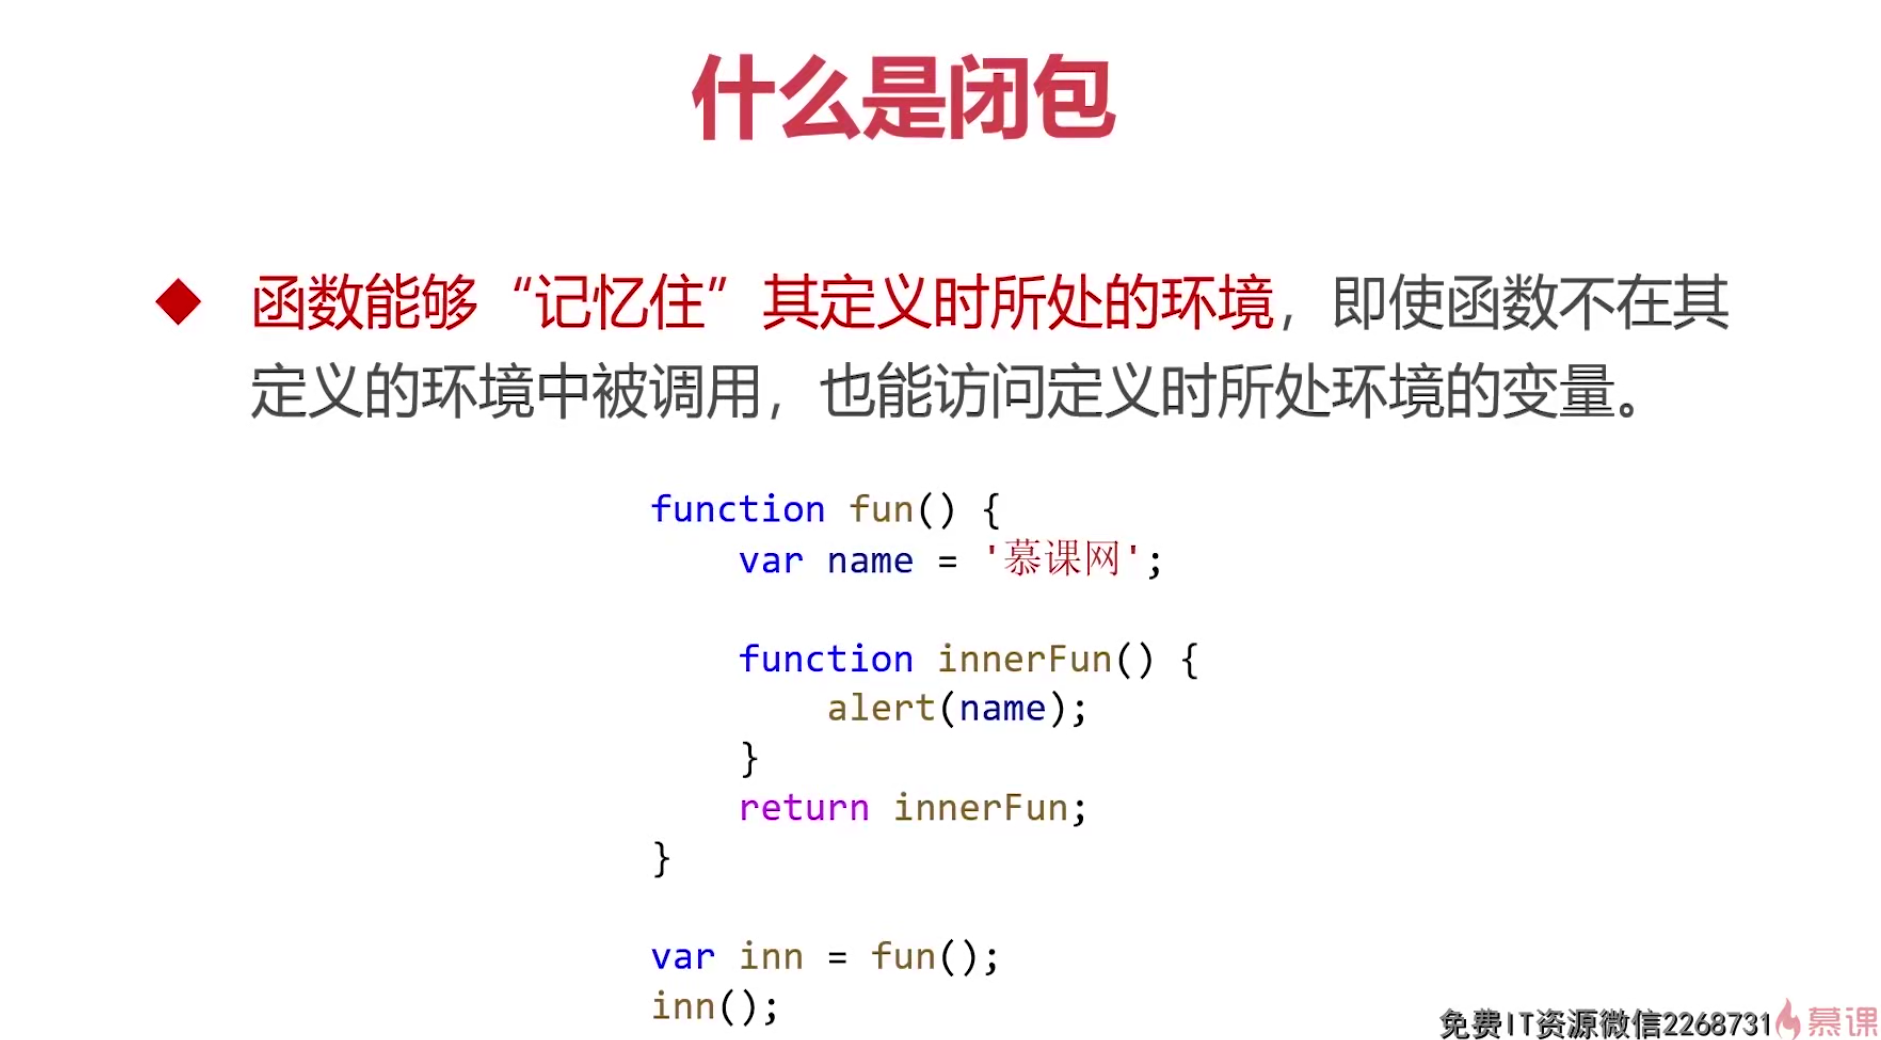 什么是闭包
函数能够“记忆住”其定义时所处的环境，即使函数不在其
定义的环境中被调用，也能访问定义时所处环境的变量。
function fun() {
    var name = '慕课网';
    function innerFun() {
        alert(name);
    }
    return innerFun;
}
var inn = fun();
inn();
免费IT资源微信2268731
慕课